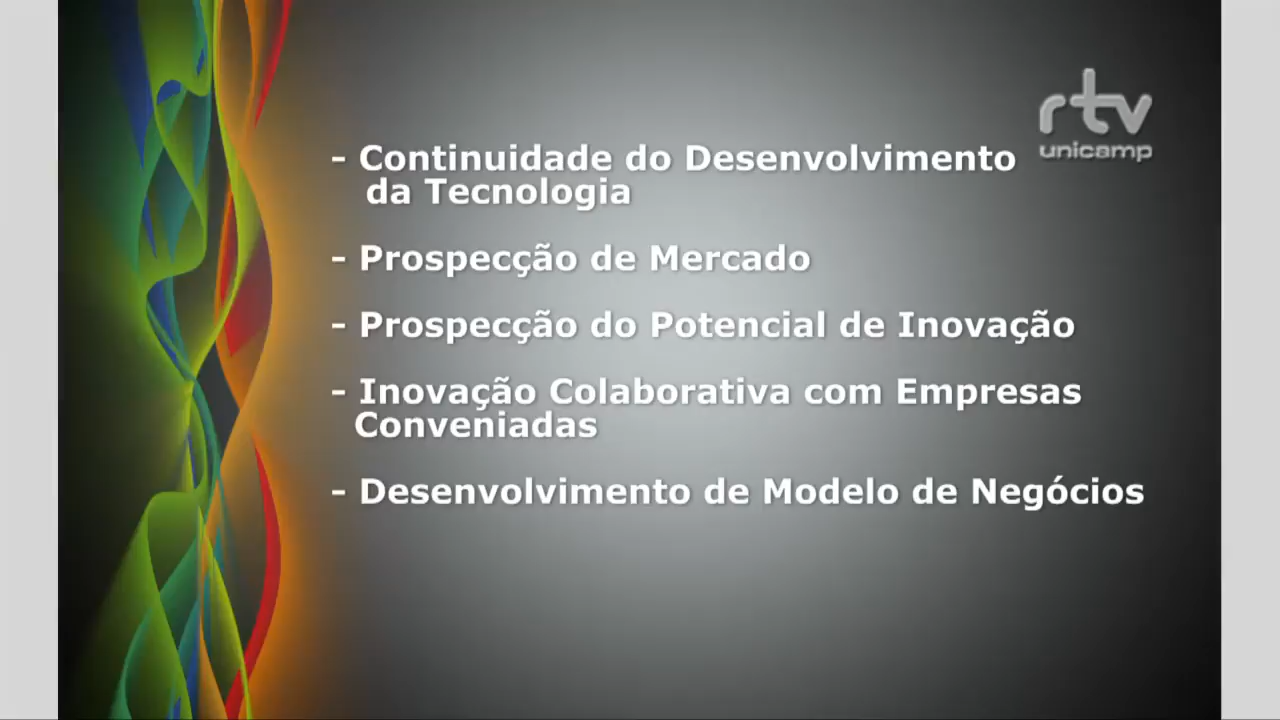 rtv
unicamp
- Continuidade do Desenvolvimento
da Tecnologia
- Prospecção de Mercado
- Prospecção do Potencial de Inovação
- Inovação Colaborativa com Empresas
Conveniadas
- Desenvolvimento de Modelo de Negócios